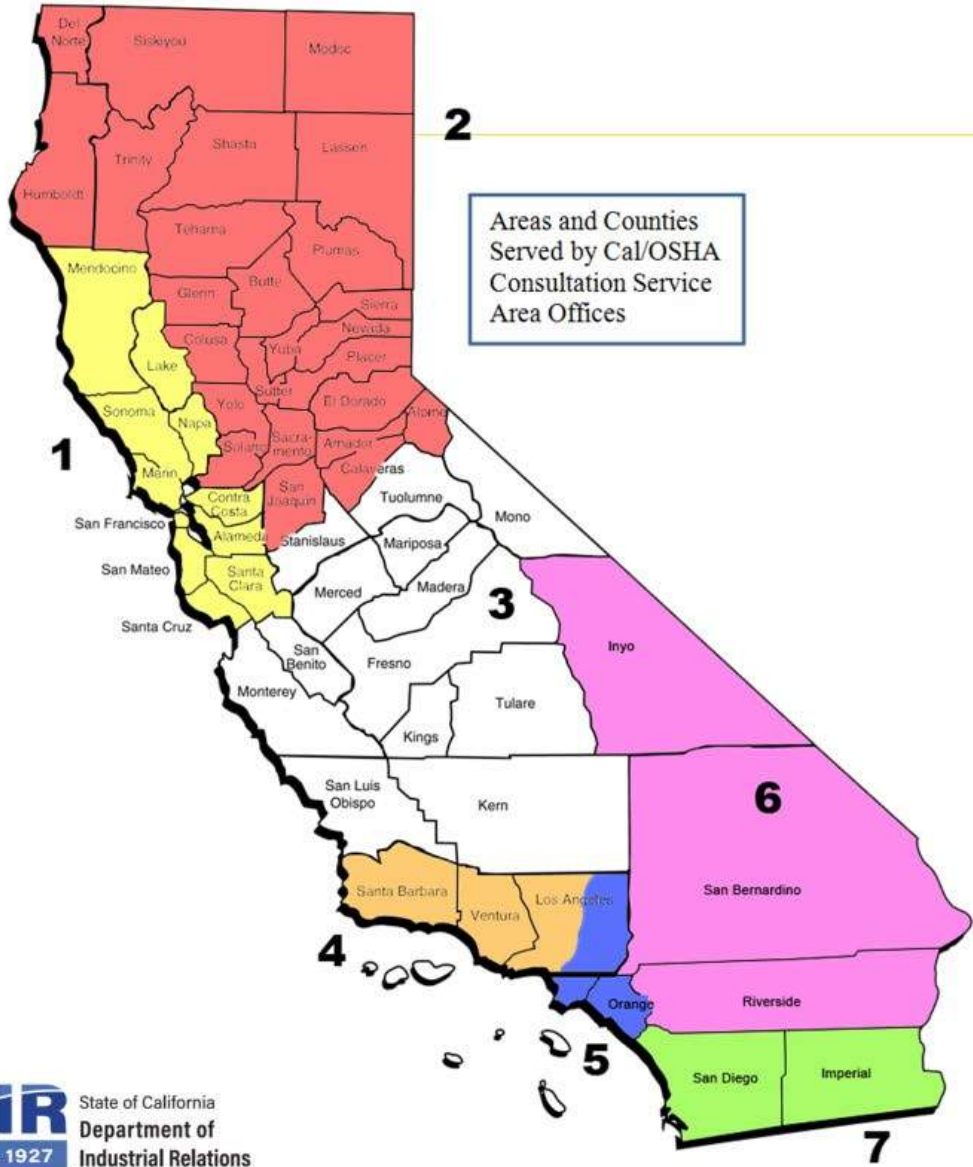 Del
Norte
Siskiyou
Modoc
2
Shasta
Lassen
Trinity
Humboldt
Areas and Counties
Served by Cal/OSHA
Consultation Service
Area Offices
Tehama
Plumas
Mendocino
Butte
Glenn
Sierra
Nevada
Colusa
Yuba
Placer
Lake
Sutter
El Dorado
Yolo
Alpine
Sonoma
Napa
Sacra-
mento
Amador
Solano
1
Calaveras
Marin
San
Joaquin
Contra
Costa
Tuolumne
Mono
San Francisco
Alameda
Stanislaus
Mariposa
San Mateo
Santa
Clara
Merced
Madera
3
Santa Cruz
San
Benito
Fresno
Inyo
Monterey
Tulare
Kings
San Luis
Obispo
Kern
6
Santa Barbara
Ventura
Los Angeles
San Bernardino
4
Orange
Riverside
5
San Diego
Imperial
7
IR
1927
State of California
Department of
Industrial Relations